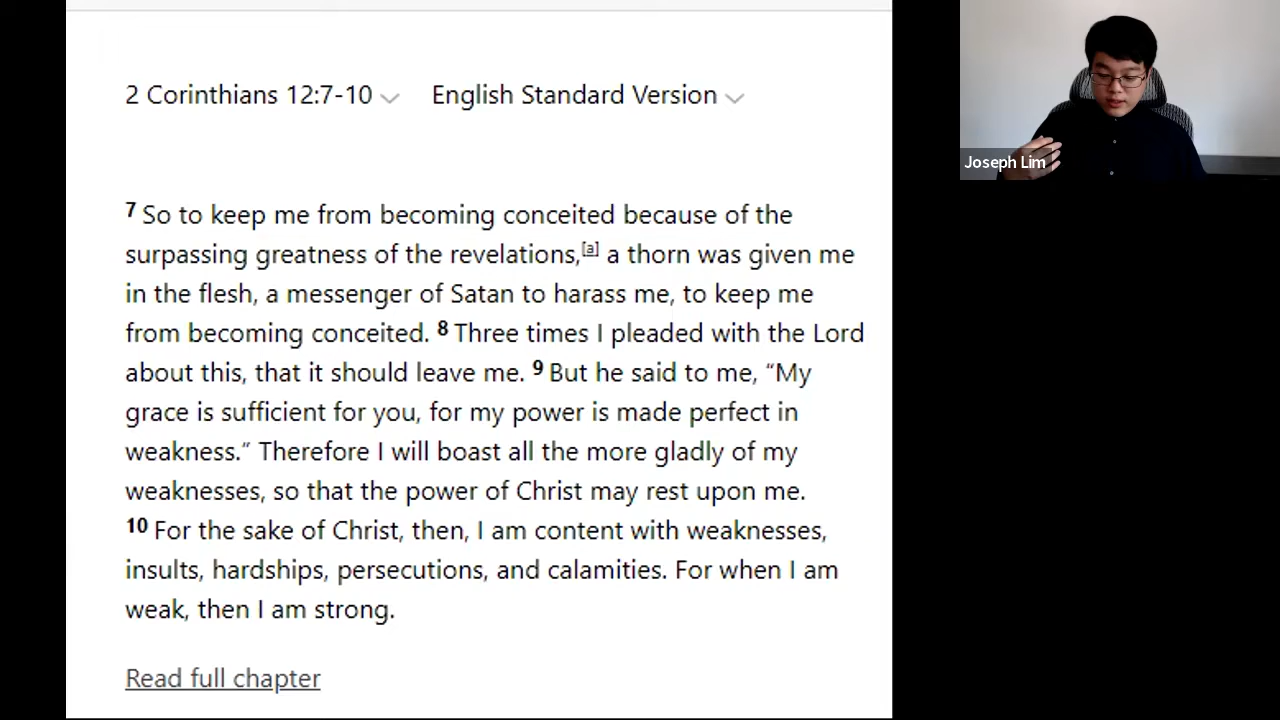 2 Corinthians 12:7-10 English Standard Version
7 So to keep me from becoming conceited because of the
surpassing greatness of the revelations,[a] a thorn was given me
in the flesh, a messenger of Satan to harass me, to keep me
from becoming conceited. 8 Three times I pleaded with the Lord
about this, that it should leave me. 9 But he said to me, “My
grace is sufficient for you, for my power is made perfect in
weakness.” Therefore I will boast all the more gladly of my
weaknesses, so that the power of Christ may rest upon me.
10 For the sake of Christ, then, I am content with weaknesses,
insults, hardships, persecutions, and calamities. For when I am
weak, then I am strong.
Read full chapter
Joseph Lim